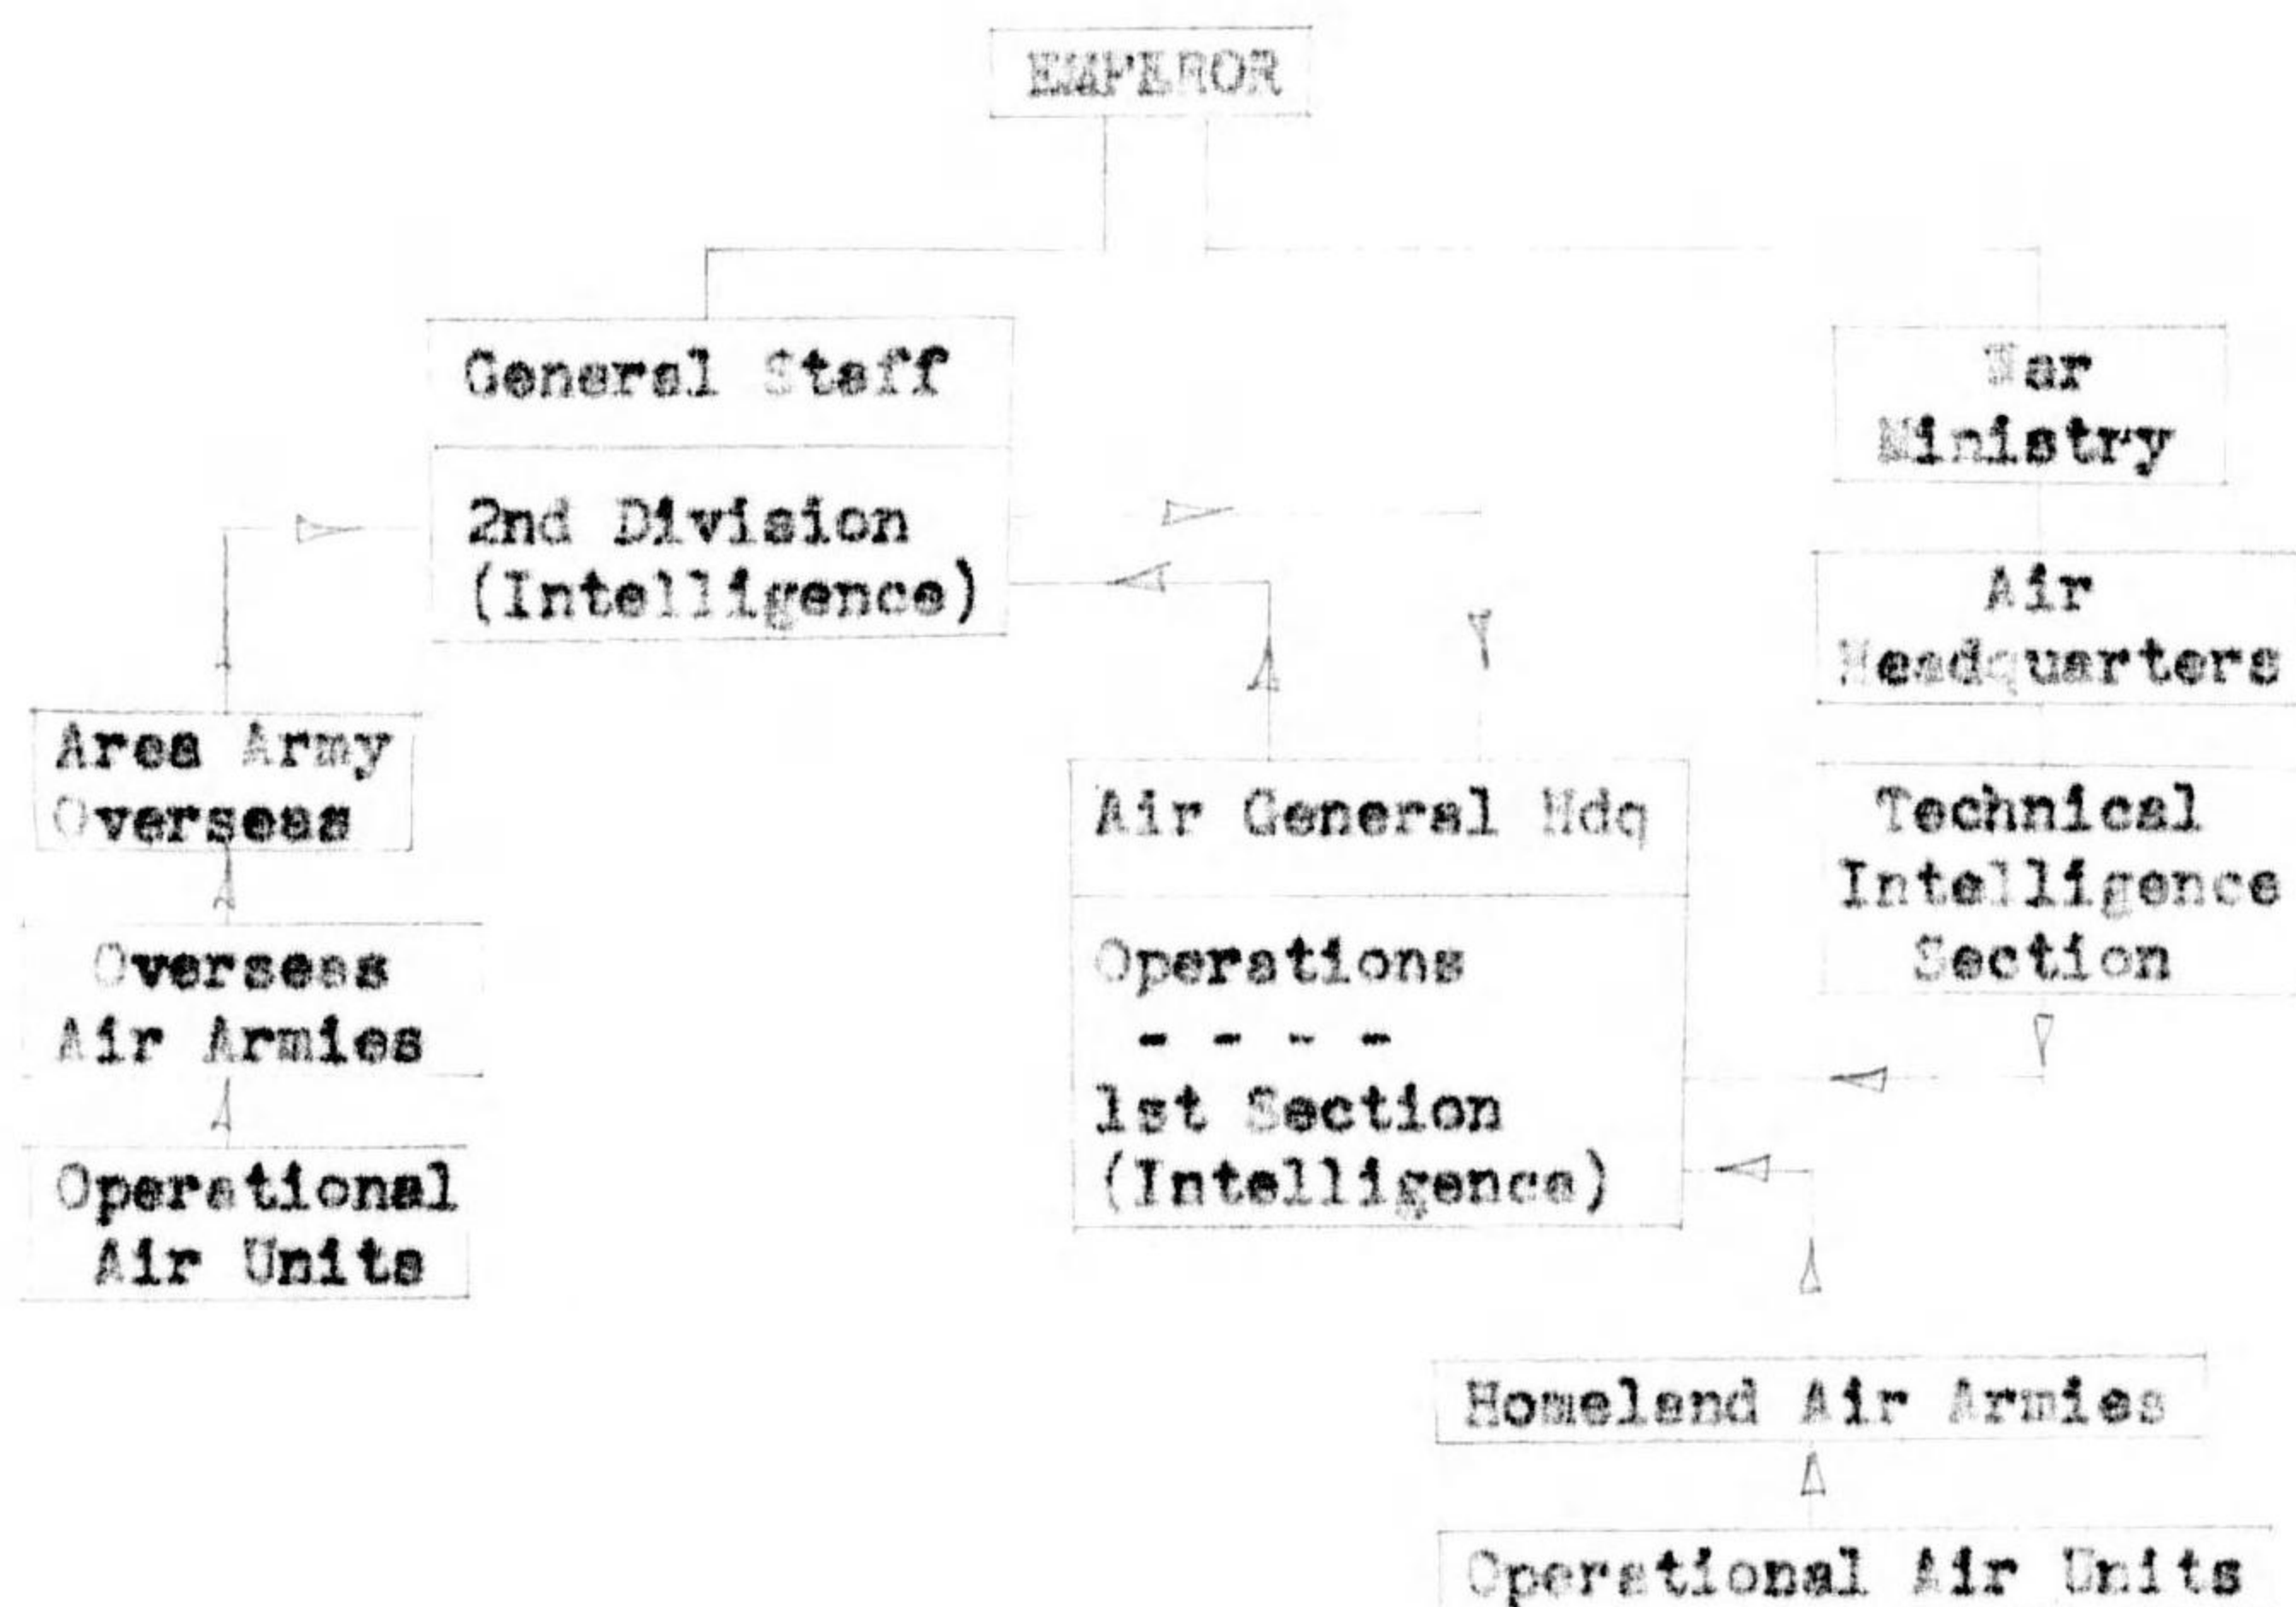 EMPEROR
General Staff
2nd Division
(Intelligence)
War
Ministry
Air
Headquarters
Technical
Intelligence
Section
Area Army
Overseas
Overseas
Air Armies
Operational
Air Units
Air General Hdq
Operations
- - - -
1st Section
(Intelligence)
Homeland Air Armies
Operational Air Units